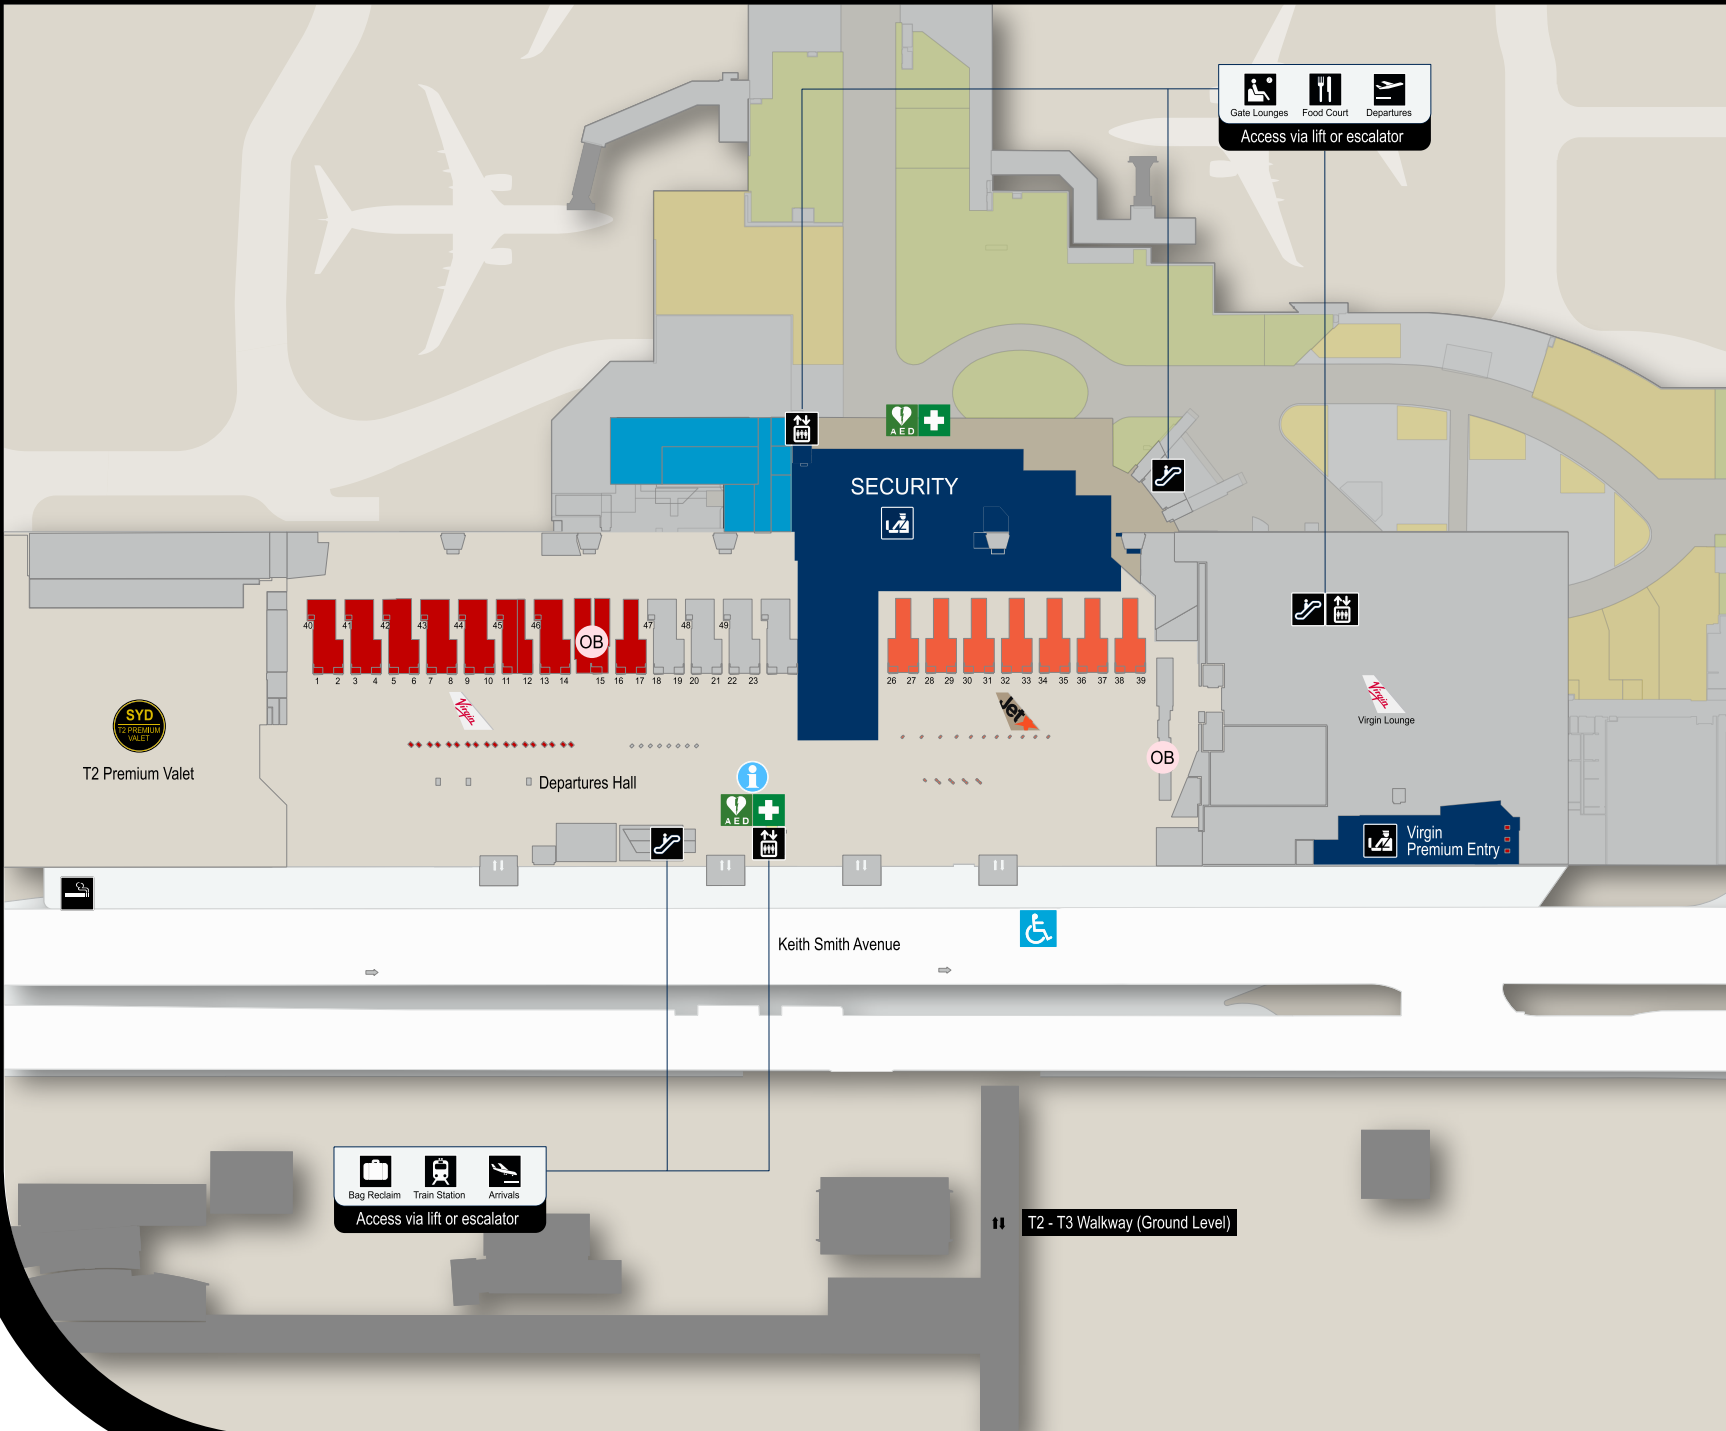 Gate Lounges Food Court Departures
Access via lift or escalator
AED
SECURITY
40 41 42 43 44 45 46 47 48 49
OB
1 2 3 4 5 6 7 8 9 10 11 12 13 14 15 16 17 18 19 20 21 22 23
26 27 28 29 30 31 32 33 34 35 36 37 38 39
Virgin
Jet
Virgin
Virgin Lounge
SYD
T2 PREMIUM
VALET
T2 Premium Valet
OB
Departures Hall
i
AED
Virgin
Premium Entry
Keith Smith Avenue
Bag Reclaim Train Station Arrivals
Access via lift or escalator
T2 - T3 Walkway (Ground Level)